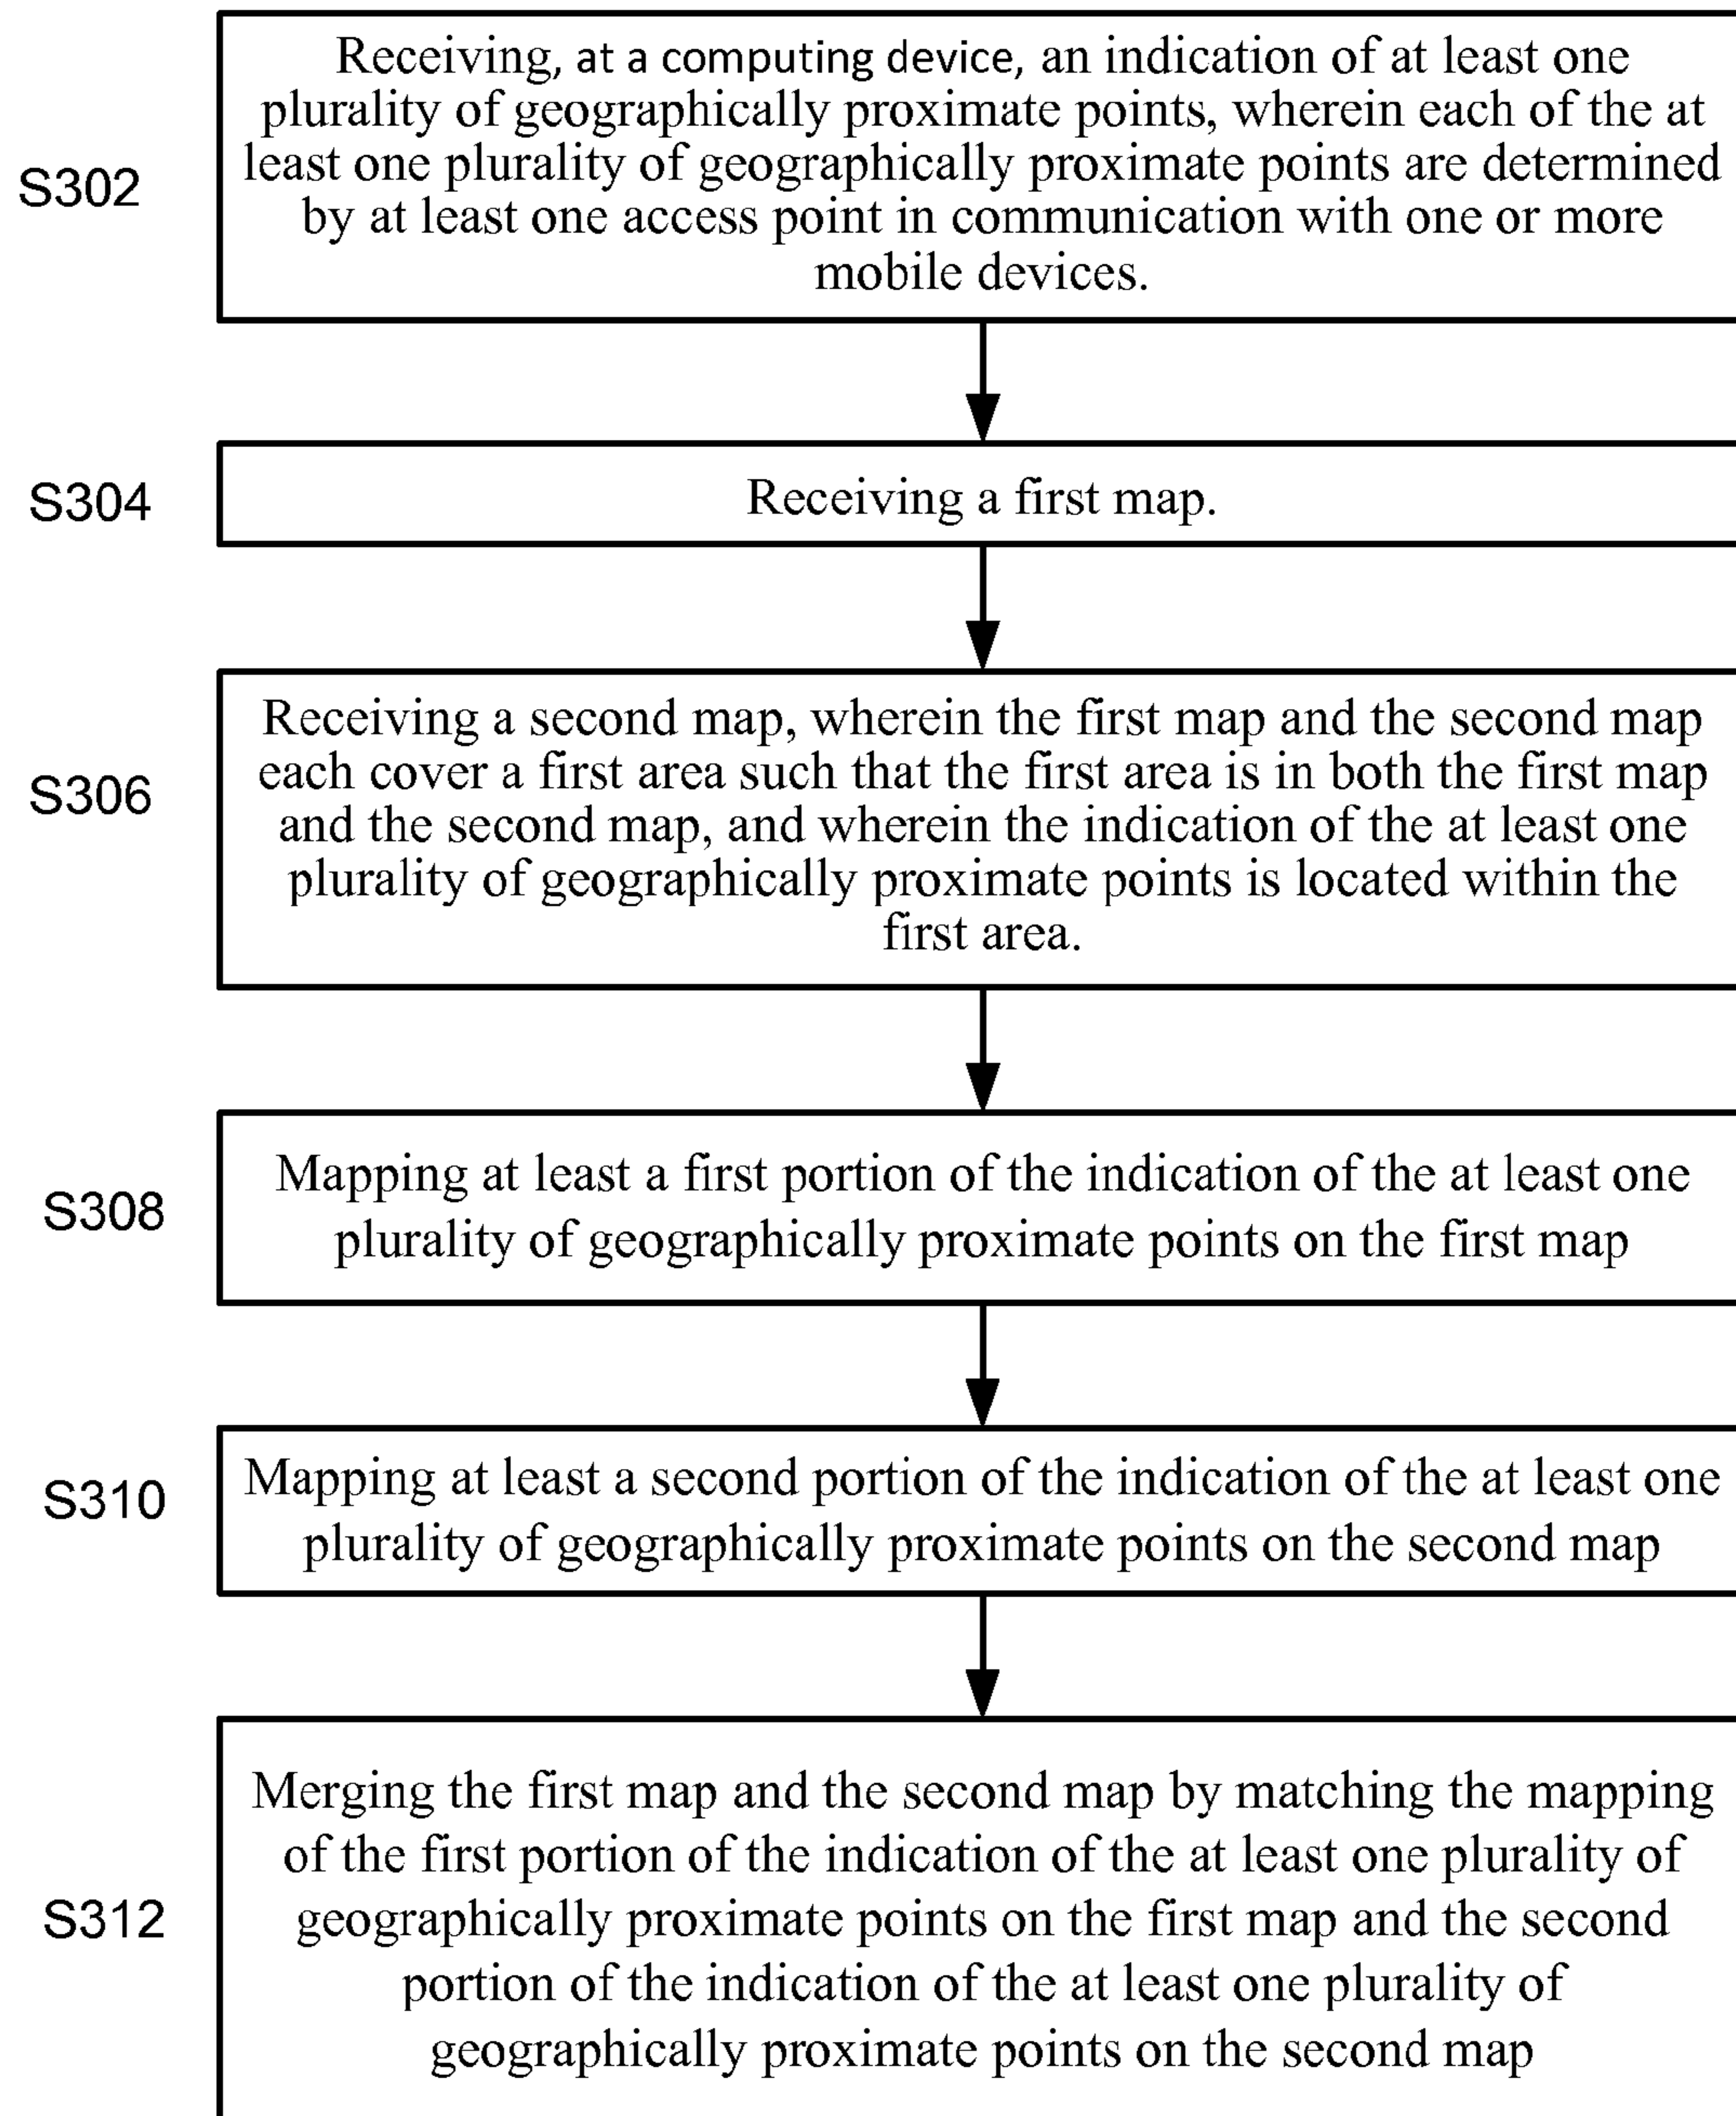 Receiving, at a computing device, an indication of at least one
plurality of geographically proximate points, wherein each of the at
S302
least one plurality of geographically proximate points are determined
by at least one access point in communication with one or more
mobile devices.
S304
Receiving a first map.
Receiving a second map, wherein the first map and the second map
each cover a first area such that the first area is in both the first map
S306
and the second map, and wherein the indication of the at least one
plurality of geographically proximate points is located within the
first area.
Mapping at least a first portion of the indication of the at least one
S308
plurality of geographically proximate points on the first map
Mapping at least a second portion of the indication of the at least one
S310
plurality of geographically proximate points on the second map
Merging the first map and the second map by matching the mapping
of the first portion of the indication of the at least one plurality of
S312
geographically proximate points on the first map and the second
portion of the indication of the at least one plurality of
geographically proximate points on the second map